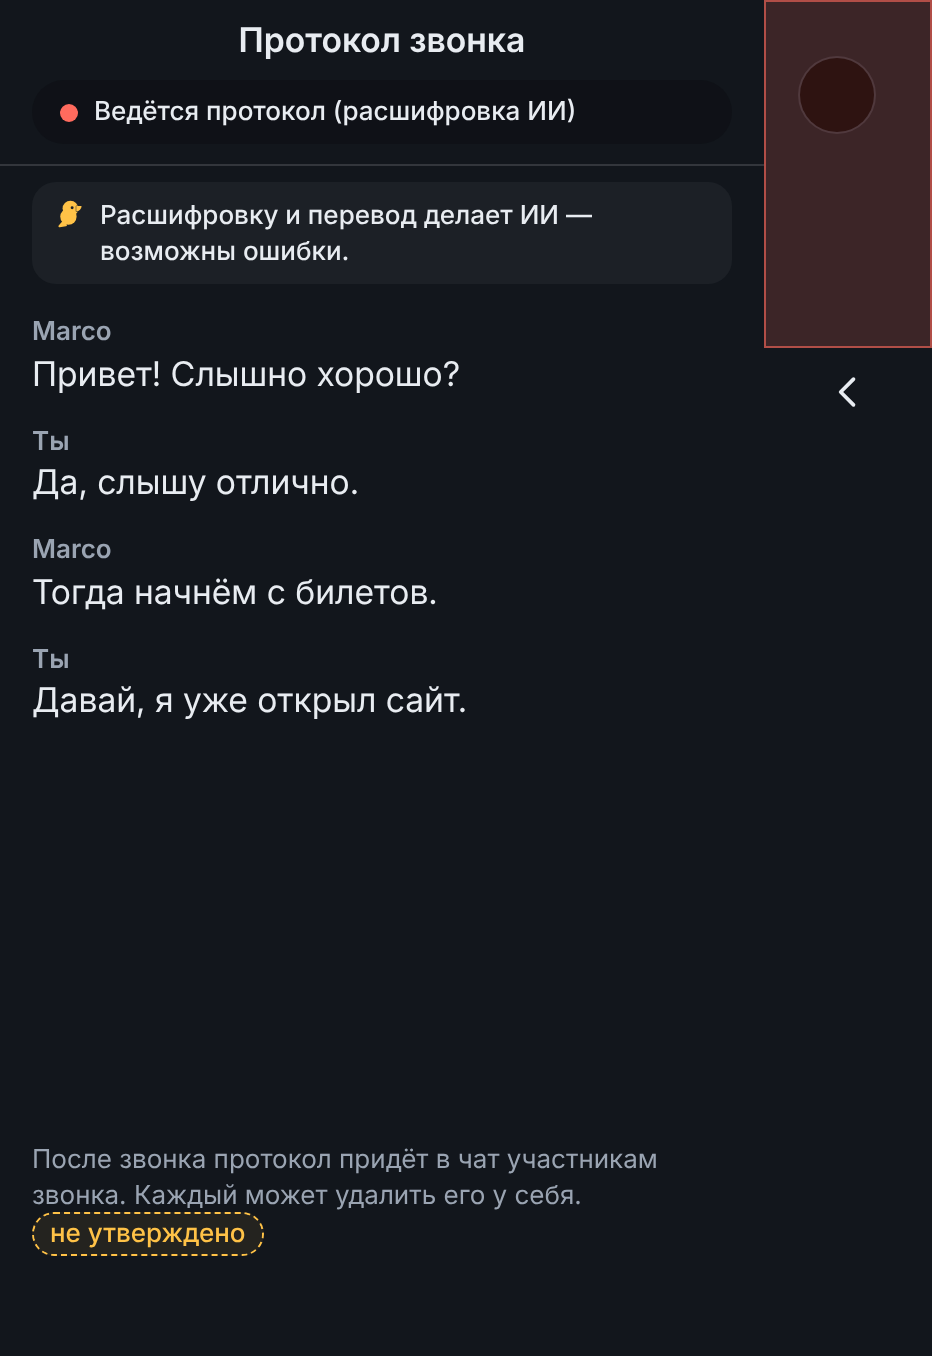 Протокол звонка
Ведётся протокол (расшифровка ИИ)
Расшифровку и перевод делает ИИ —
возможны ошибки.
Marco
Привет! Слышно хорошо?
Ты
Да, слышу отлично.
Marco
Тогда начнём с билетов.
Ты
Давай, я уже открыл сайт.
После звонка протокол придёт в чат участникам
звонка. Каждый может удалить его у себя.
не утверждено